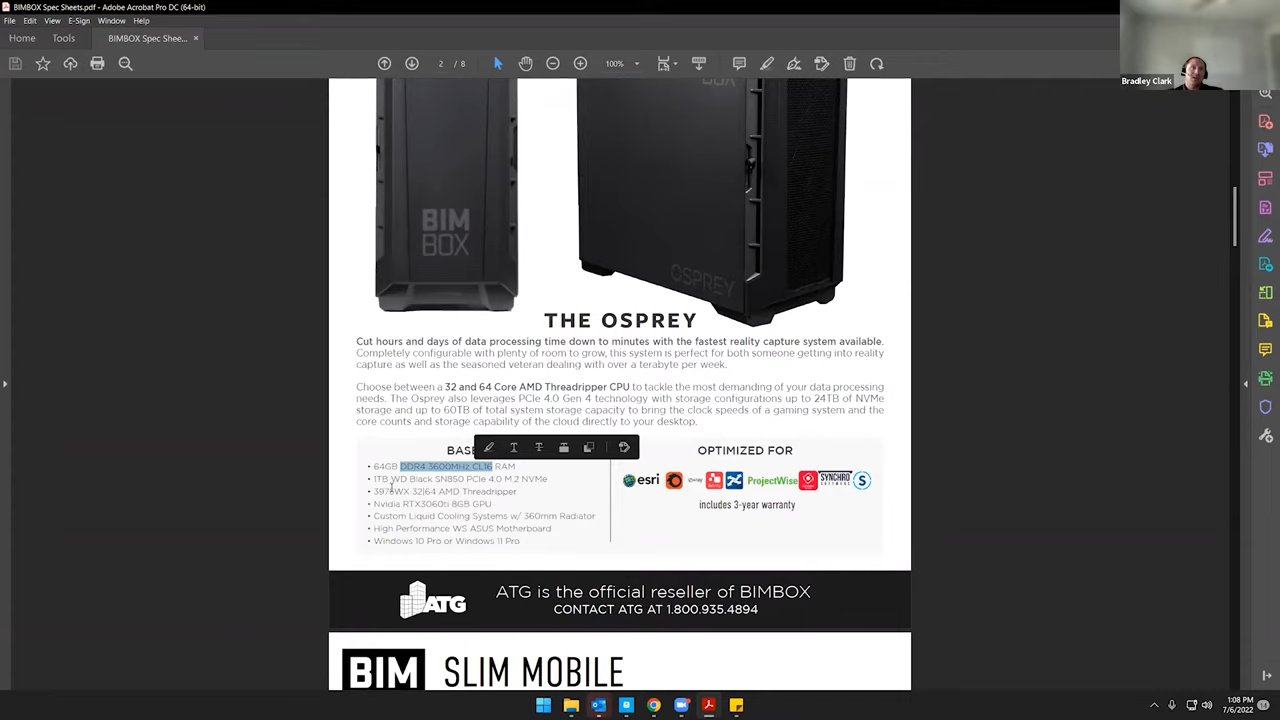 BIMBOX Spec Sheets.pdf - Adobe Acrobat Pro DC (64-bit)
File Edit View E-Sign Window Help
Home Tools BIMBOX Spec Shee... ×
2 / 8 100%
Bradley Clark
BOX
BIM
BOX
OSPREY
THE OSPREY
Cut hours and days of data processing time down to minutes with the fastest reality capture system available.
Completely configurable with plenty of room to grow, this system is perfect for both someone getting into reality
capture as well as the seasoned veteran dealing with over a terabyte per week.
Choose between a 32 and 64 Core AMD Threadripper CPU to tackle the most demanding of your data processing
needs. The Osprey also leverages PCIe 4.0 Gen 4 technology with storage configurations up to 24TB of NVMe
storage and up to 60TB of total system storage capacity to bring the clock speeds of a gaming system and the
core counts and storage capability of the cloud directly to your desktop.
BASE
• 64GB DDR4 3600MHz CL16 RAM
• 1TB WD Black SN850 PCIe 4.0 M.2 NVMe
• 3970WX 32|64 AMD Threadripper
• Nvidia RTX3060ti 8GB GPU
• Custom Liquid Cooling Systems w/ 360mm Radiator
• High Performance WS ASUS Motherboard
• Windows 10 Pro or Windows 11 Pro
OPTIMIZED FOR
esri ProjectWise SYNCHRO
includes 3-year warranty
ATG
ATG is the official reseller of BIMBOX
CONTACT ATG AT 1.800.935.4894
BIM SLIM MOBILE
1:08 PM
7/6/2022